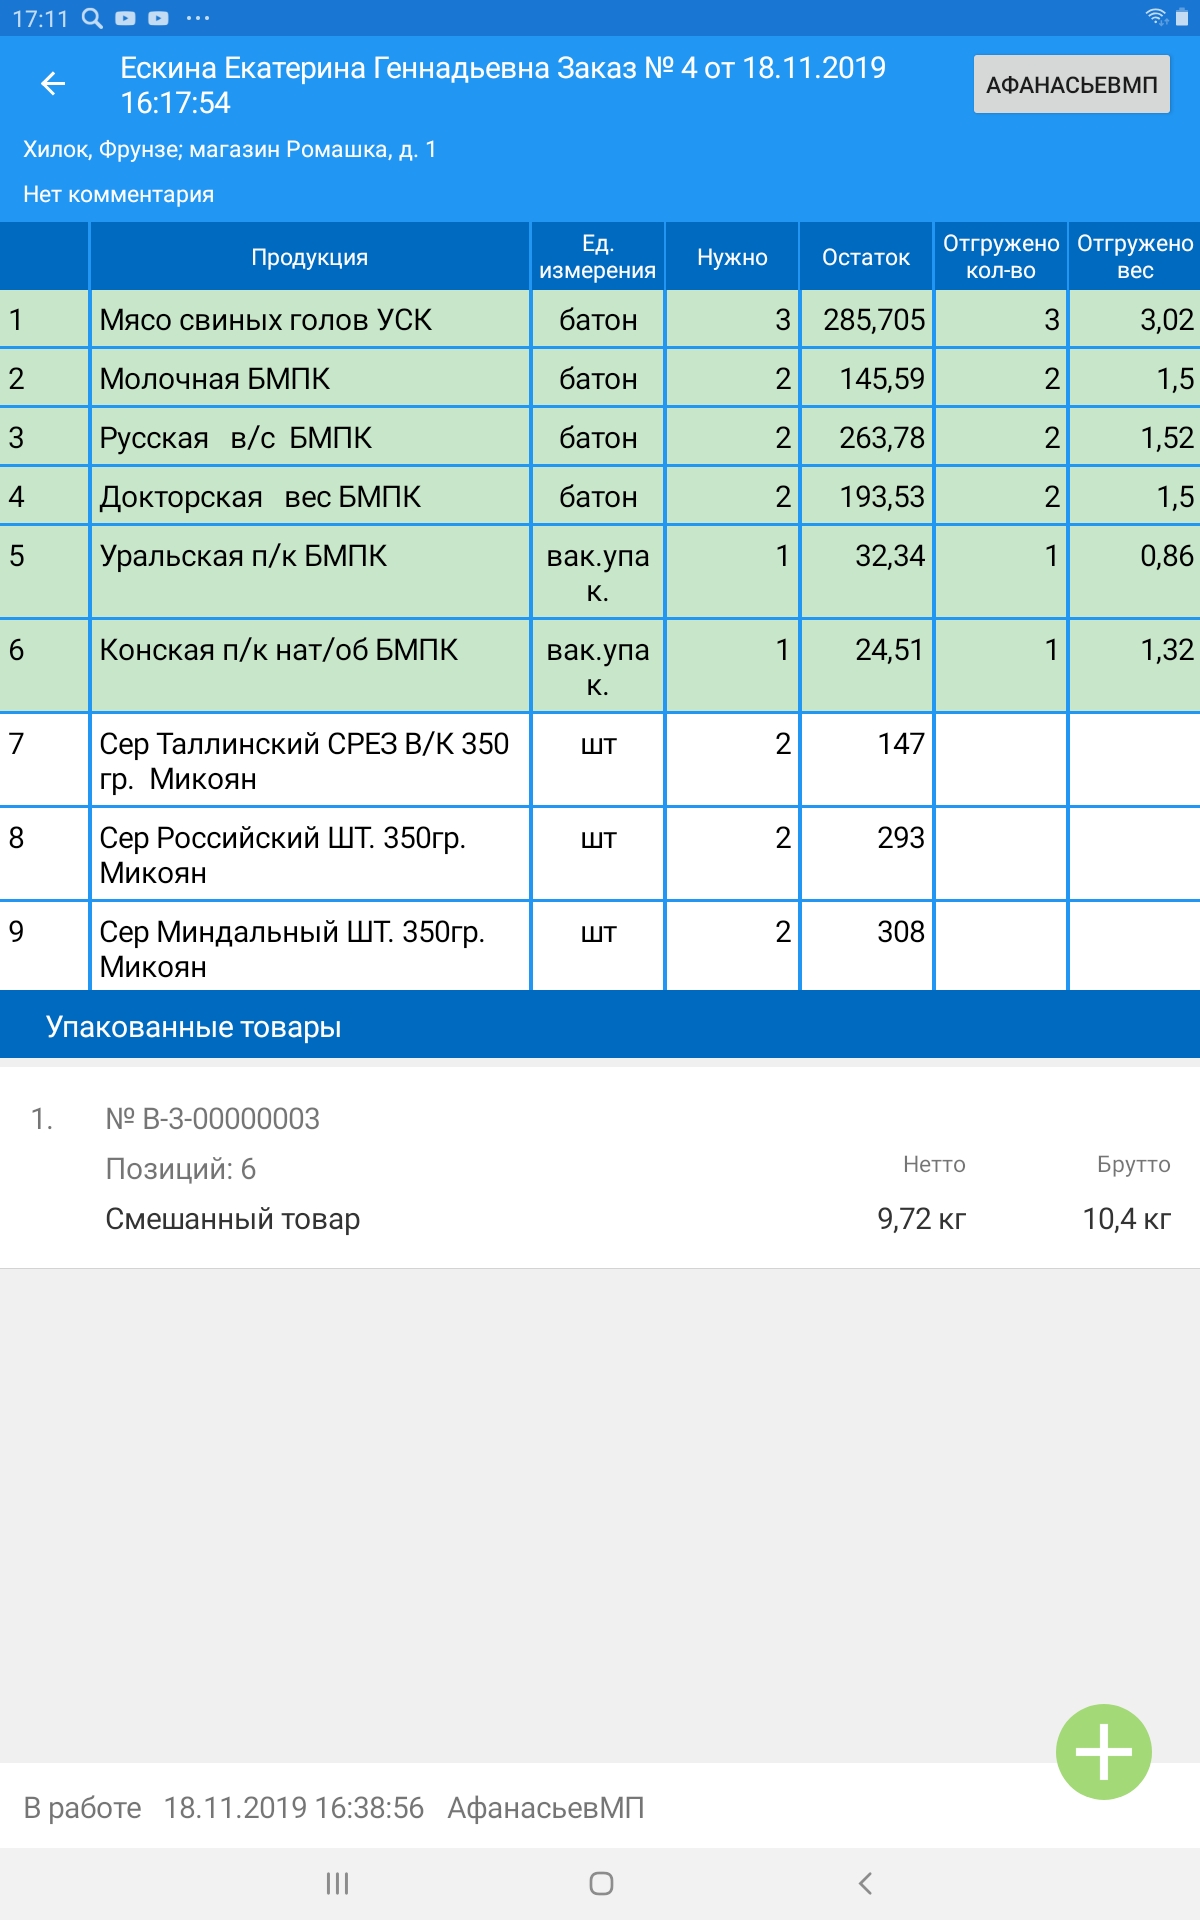 17:11
Ескина Екатерина Геннадьевна Заказ № 4 от 18.11.2019
16:17:54
АФАНАСЬЕВМП
Хилок, Фрунзе; магазин Ромашка, д. 1
Нет комментария
Продукция Ед. измерения Нужно Остаток Отгружено кол-во Отгружено вес
1 Мясо свиных голов УСК батон 3 285,705 3 3,02
2 Молочная БМПК батон 2 145,59 2 1,5
3 Русская в/с БМПК батон 2 263,78 2 1,52
4 Докторская вес БМПК батон 2 193,53 2 1,5
5 Уральская п/к БМПК вак.упа 1 32,34 1 0,86
к.
6 Конская п/к нат/об БМПК вак.упа 1 24,51 1 1,32
к.
7 Сер Таллинский СРЕЗ В/К 350 шт 2 147
гр. Микоян
8 Сер Российский ШТ. 350гр. шт 2 293
Микоян
9 Сер Миндальный ШТ. 350гр. шт 2 308
Микоян
Упакованные товары
1. № В-3-00000003
Позиций: 6 Нетто Брутто
Смешанный товар 9,72 кг 10,4 кг
В работе 18.11.2019 16:38:56 АфанасьевМП